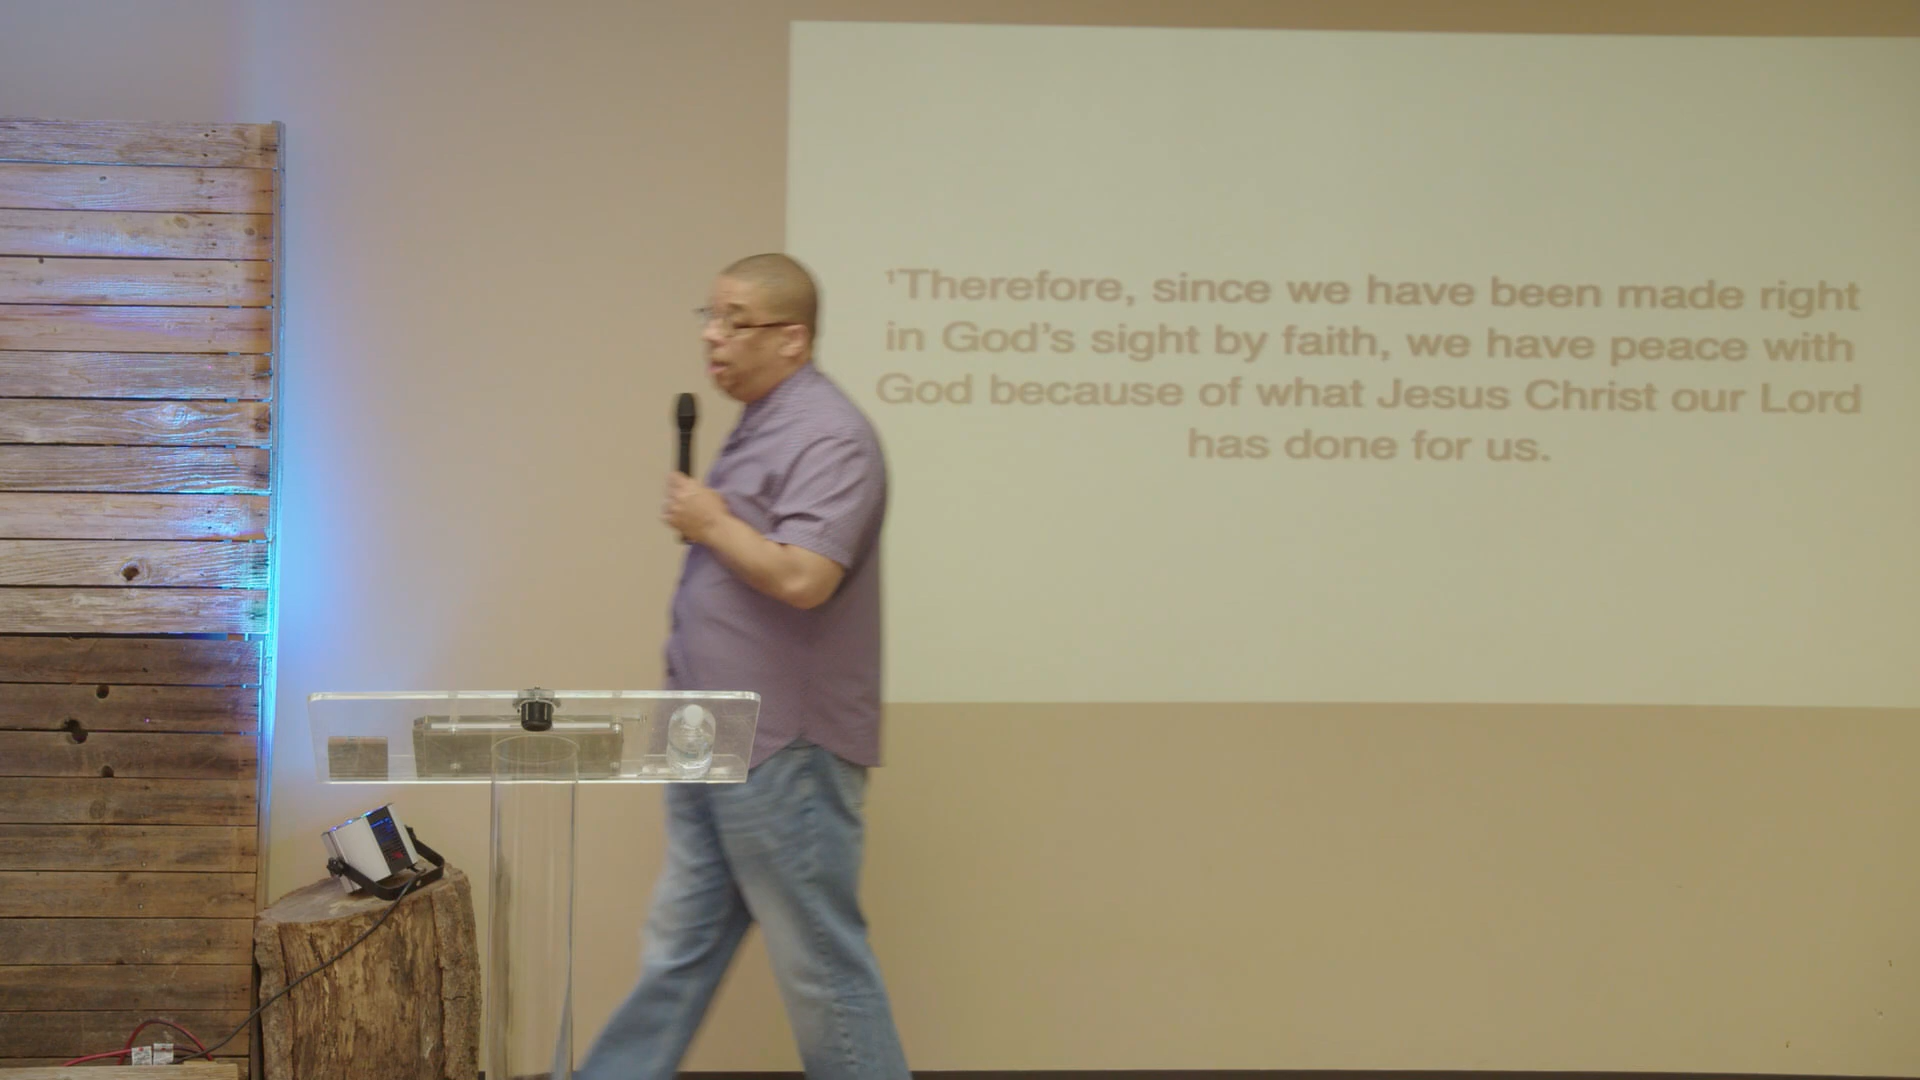 ¹Therefore, since we have been made right
in God’s sight by faith, we have peace with
God because of what Jesus Christ our Lord
has done for us.